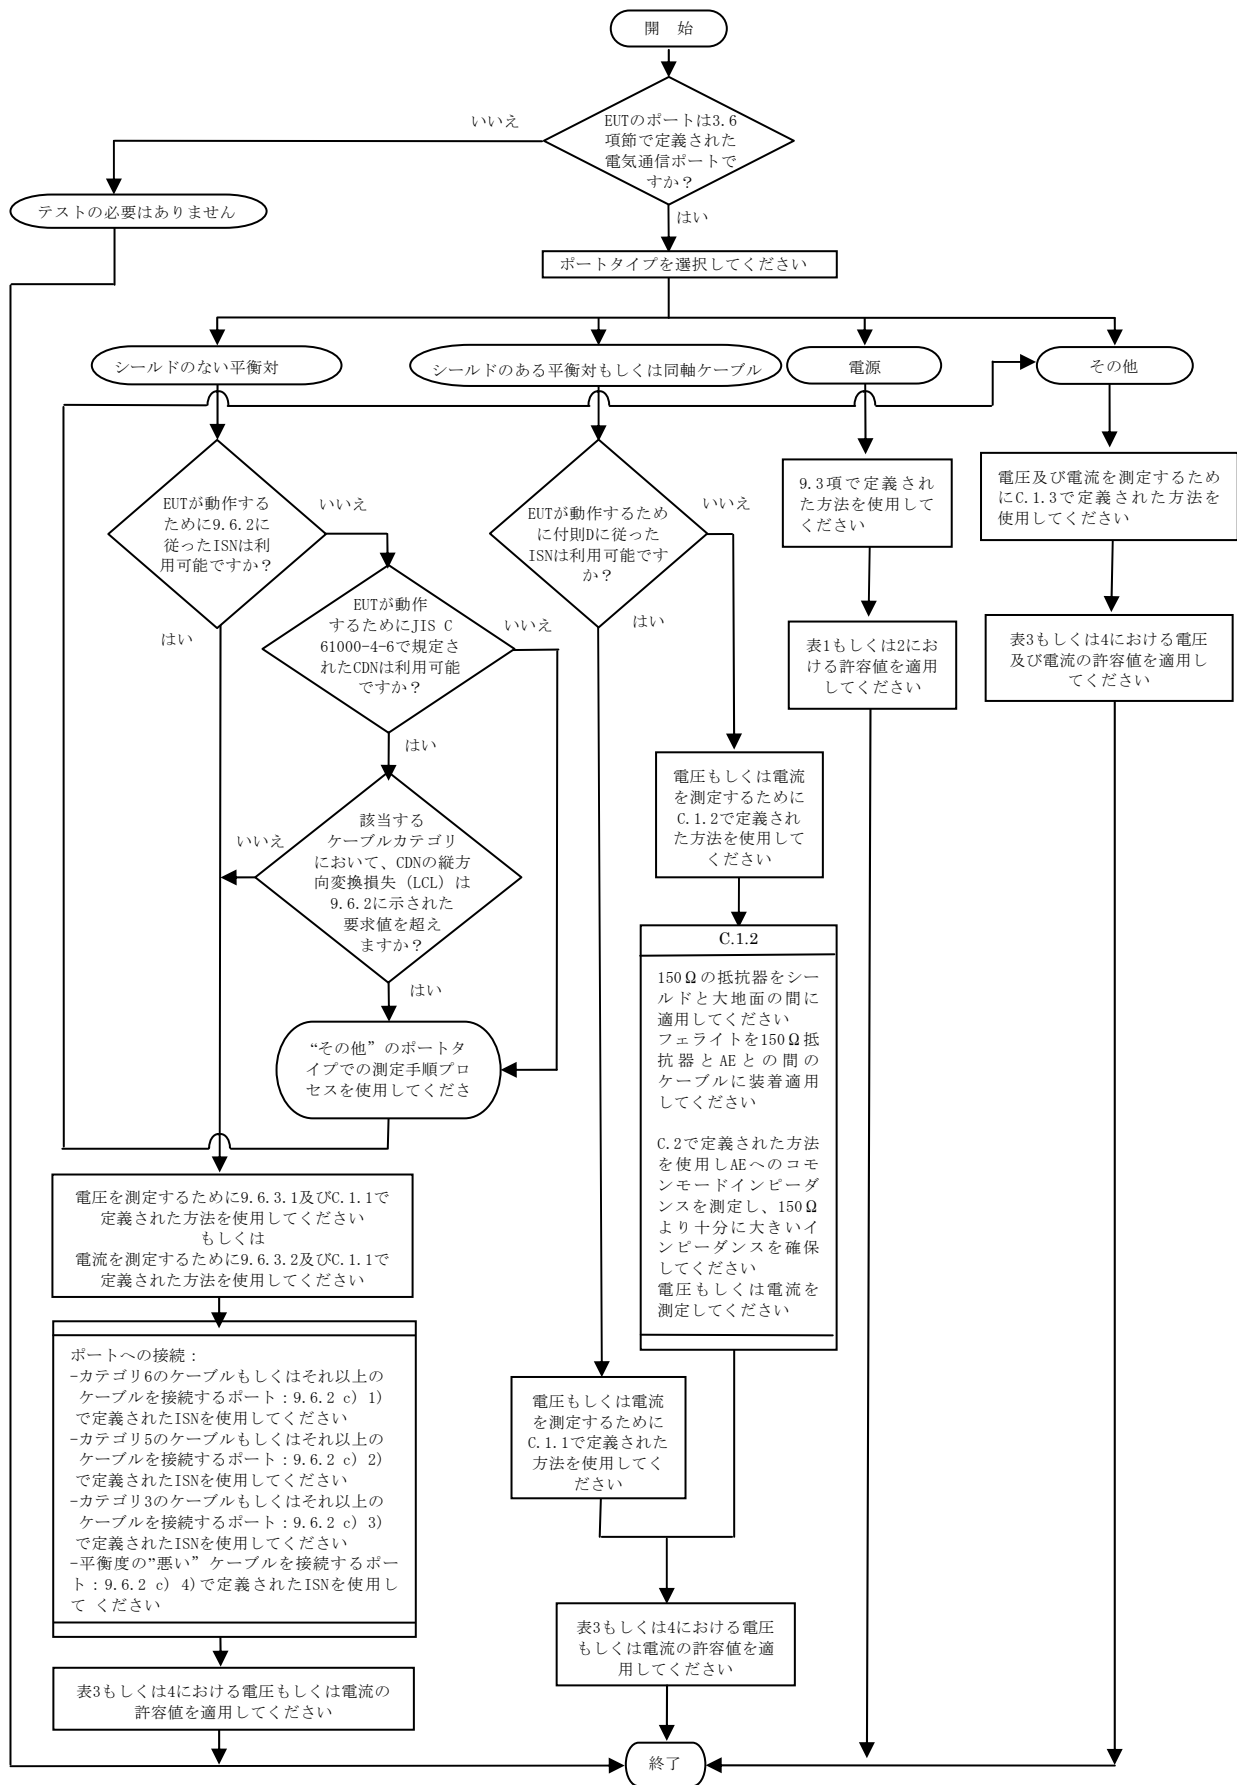 開　始
EUTのポートは3.6
項節で定義された
電気通信ポートで
すか？
いいえ
はい
テストの必要はありません
ポートタイプを選択してください
シールドのない平衡対
シールドのある平衡対もしくは同軸ケーブル
電源
その他
EUTが動作する
ために9.6.2に
従ったISNは利
用可能ですか？
いいえ
はい
EUTが動作
するためにJIS C
61000-4-6で規定さ
れたCDNは利用可能
ですか？
いいえ
はい
該当する
ケーブルカテゴリ
において、CDNの縦方
向変換損失（LCL）は
9.6.2に示された
要求値を超え
ますか？
いいえ
はい
“その他”のポートタ
イプでの測定手順プロ
セスを使用してくださ
EUTが動作するため
に付則Dに従った
ISNは利用可能です
か？
いいえ
はい
9.3項で定義され
た方法を使用して
ください
表1もしくは2にお
ける許容値を適用
してください
電圧及び電流を測定するため
にC.1.3で定義された方法を
使用してください
表3もしくは4における電圧
及び電流の許容値を適用し
てください
電圧もしくは電流
を測定するために
C.1.2で定義され
た方法を使用して
ください
C.1.2
150Ωの抵抗器をシー
ルドと大地面の間に
適用してください
フェライトを150Ω抵
抗器とAEとの間の
ケーブルに装着適用
してください
C.2で定義された方法
を使用しAEへのコモ
ンモードインピーダ
ンスを測定し、150Ω
より十分に大きいイ
ンピーダンスを確保
してください
電圧もしくは電流を
測定してください
電圧を測定するために9.6.3.1及びC.1.1で
定義された方法を使用してください
もしくは
電流を測定するために9.6.3.2及びC.1.1で
定義された方法を使用してください
ポートへの接続：
-カテゴリ6のケーブルもしくはそれ以上の
ケーブルを接続するポート：9.6.2 c）1）
で定義されたISNを使用してください
-カテゴリ5のケーブルもしくはそれ以上の
ケーブルを接続するポート：9.6.2 c）2）
で定義されたISNを使用してください
-カテゴリ3のケーブルもしくはそれ以上の
ケーブルを接続するポート：9.6.2 c）3）
で定義されたISNを使用してください
-平衡度の”悪い”ケーブルを接続するポー
ト：9.6.2 c）4)で定義されたISNを使用し
て ください
電圧もしくは電流
を測定するために
C.1.1で定義された
方法を使用してく
ださい
表3もしくは4における電圧
もしくは電流の許容値を適
用してください
表3もしくは4における電圧もしくは電流の
許容値を適用してください
終了